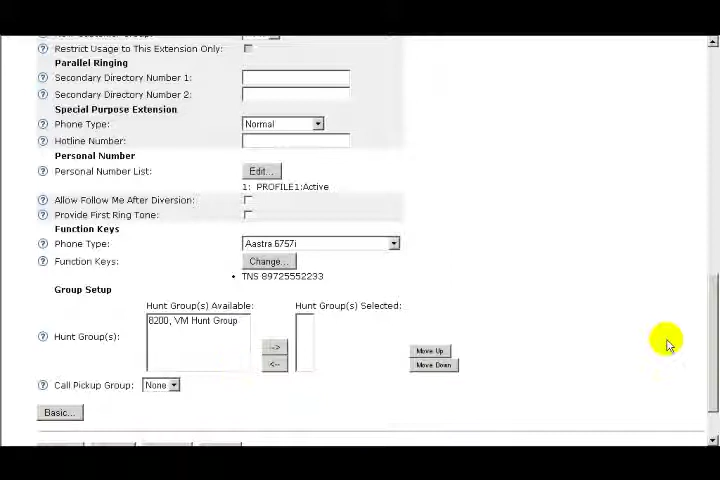 Restrict Usage to This Extension Only:
Parallel Ringing
Secondary Directory Number 1:
Secondary Directory Number 2:
Special Purpose Extension
Phone Type: Normal
Hotline Number:
Personal Number
Personal Number List: Edit...
1: PROFILE1:Active
Allow Follow Me After Diversion:
Provide First Ring Tone:
Function Keys
Phone Type: Aastra 6757i
Function Keys: Change...
• TNS 89725552233
Group Setup
Hunt Group(s) Available: Hunt Group(s) Selected:
8200, VM Hunt Group
Hunt Group(s): -->
<--
Move Up
Move Down
Call Pickup Group: None
Basic...